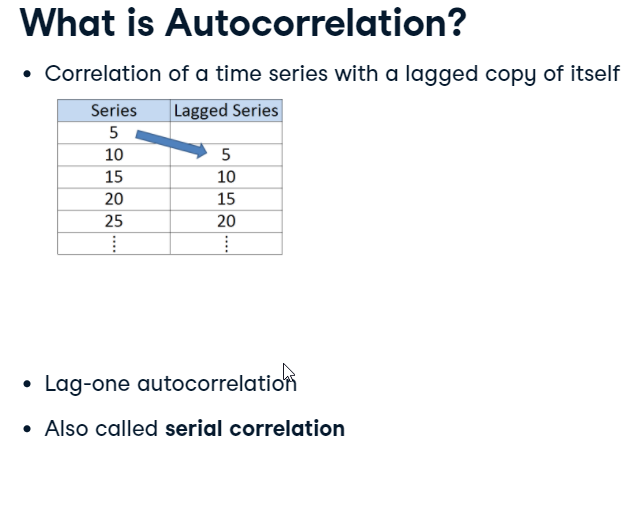 What is Autocorrelation?
• Correlation of a time series with a lagged copy of itself
Series Lagged Series
5
10 5
15 10
20 15
25 20
⋮ ⋮
• Lag-one autocorrelation
• Also called serial correlation